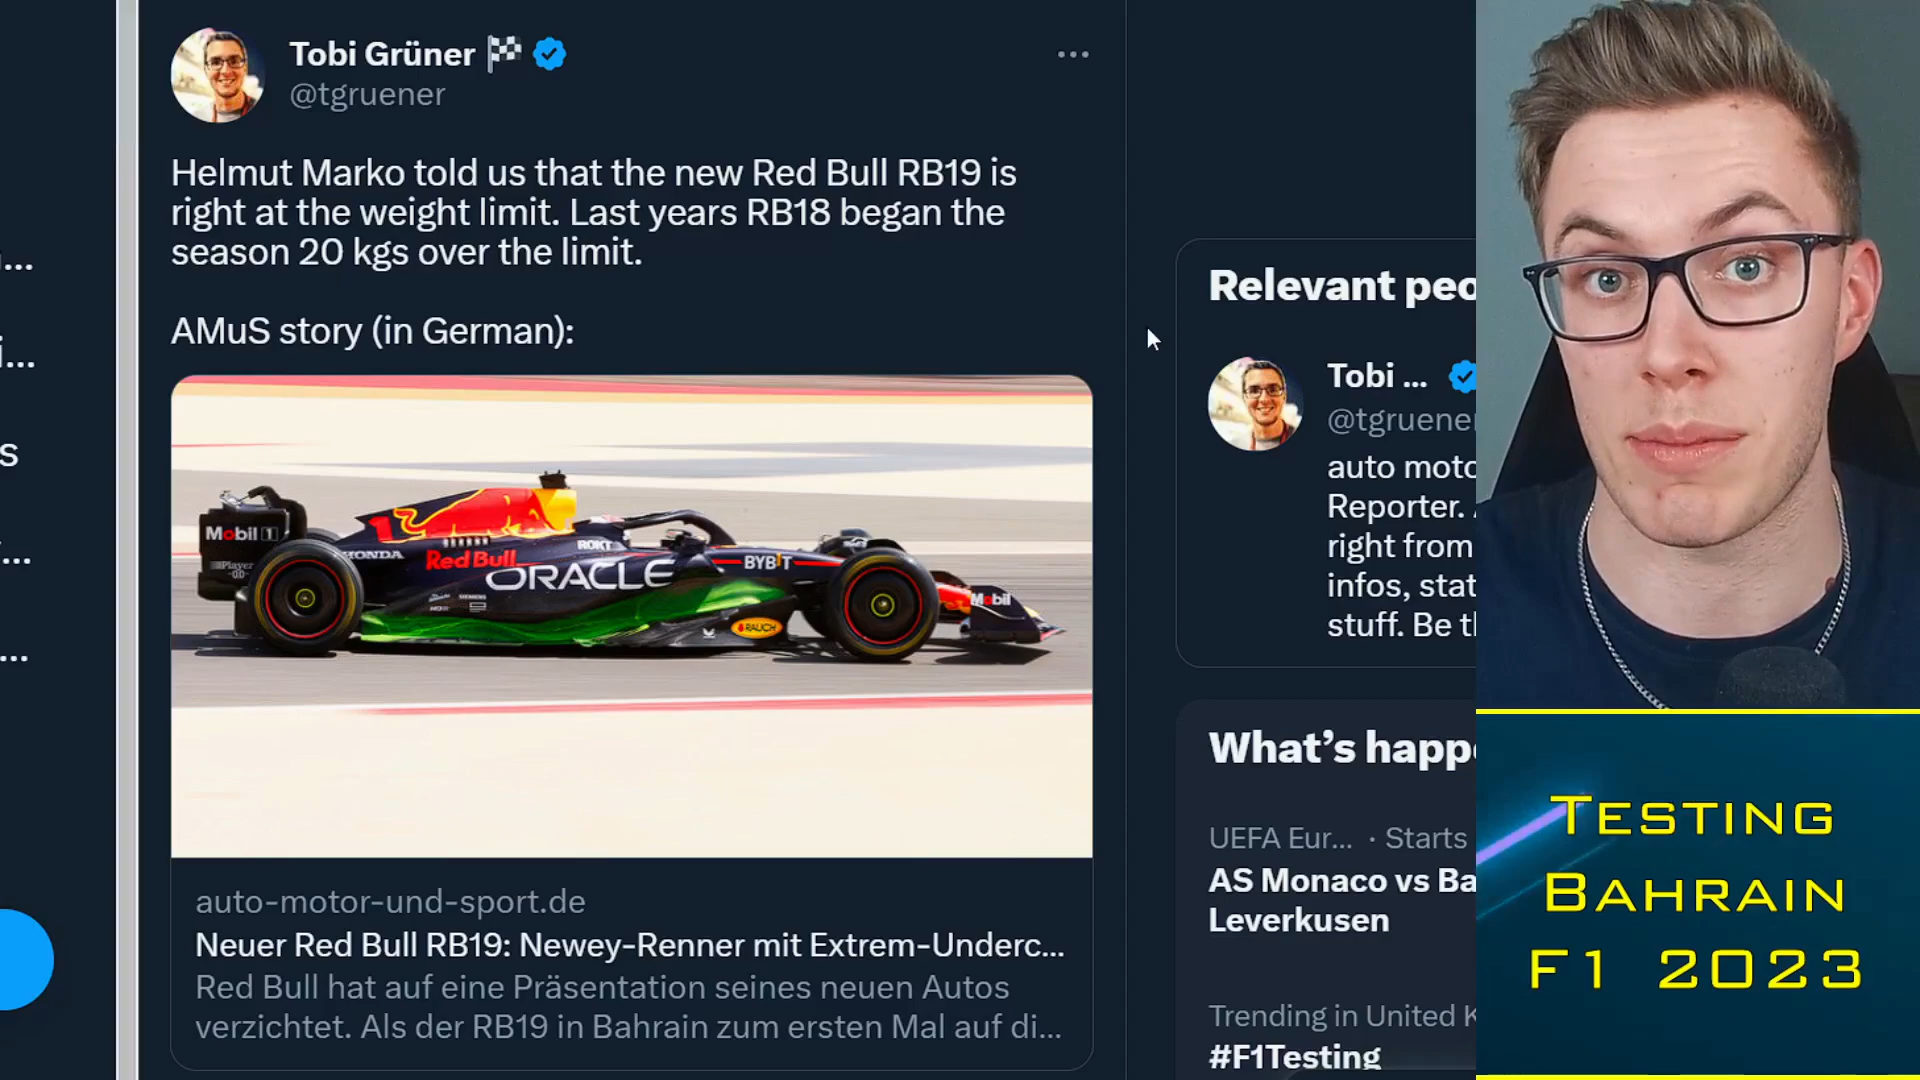 Tobi Grüner
@tgruener
Helmut Marko told us that the new Red Bull RB19 is
right at the weight limit. Last years RB18 began the
season 20 kgs over the limit.
AMuS story (in German):
Mobil 1
HONDA
Red Bull
ORACLE
ROKT
BYBIT
Mobil
RAUCH
auto-motor-und-sport.de
Neuer Red Bull RB19: Newey-Renner mit Extrem-Underc...
Red Bull hat auf eine Präsentation seines neuen Autos
verzichtet. Als der RB19 in Bahrain zum ersten Mal auf di...
Relevant peo
Tobi ...
@tgruener
auto moto
Reporter.
right from
infos, stat
stuff. Be t
What's happe
UEFA Eur... · Starts
AS Monaco vs Ba
Leverkusen
Trending in United K
#F1Testing
TESTING
BAHRAIN
F1 2023